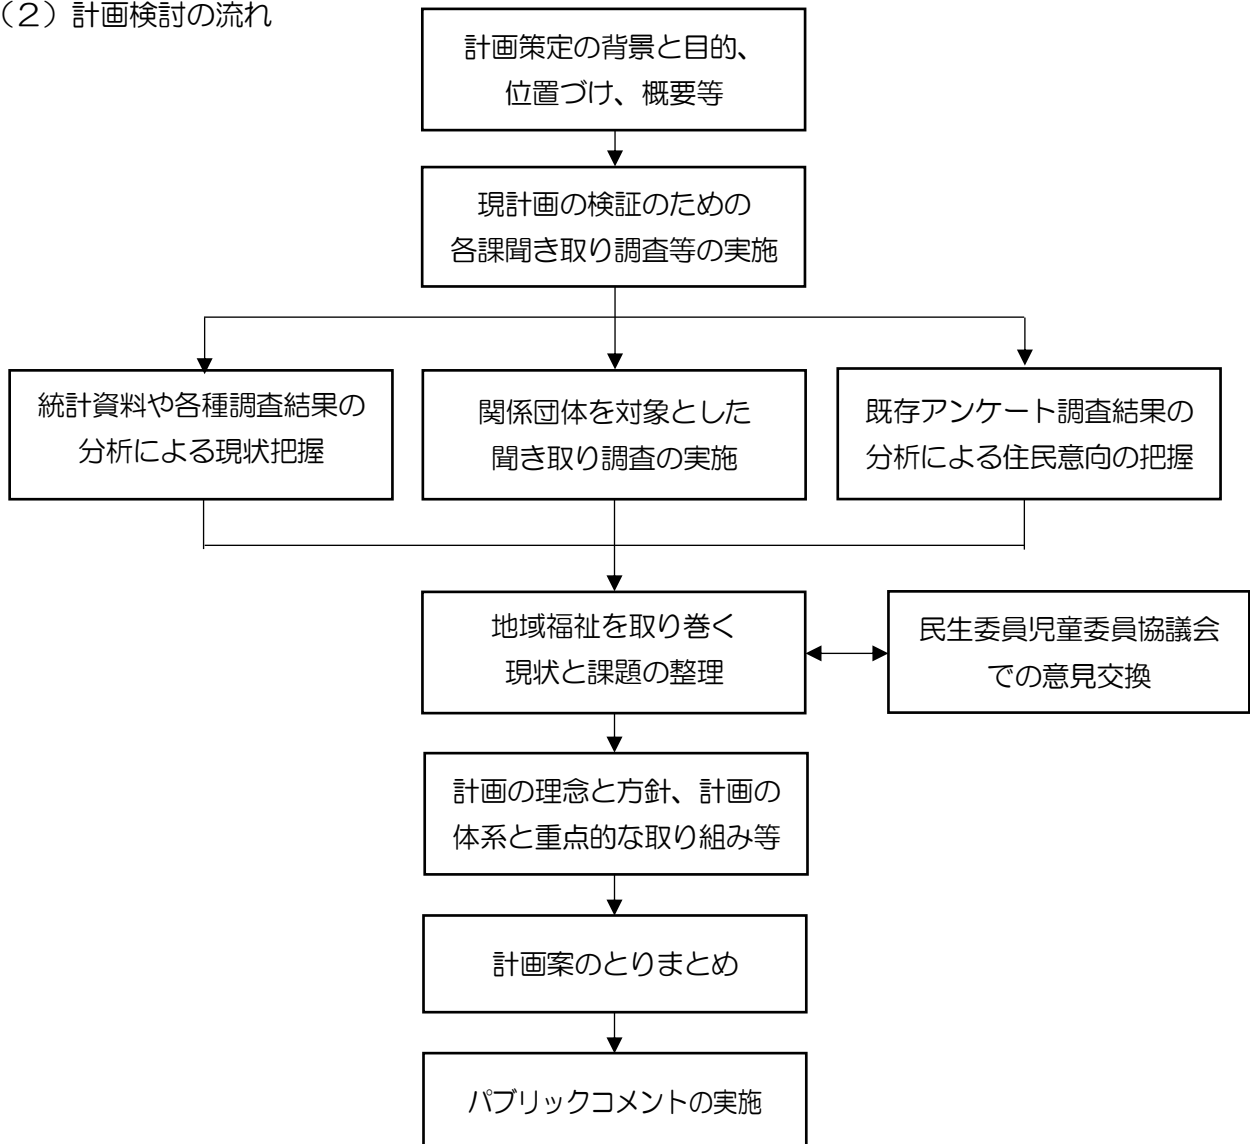 （２）計画検討の流れ
計画策定の背景と目的、
位置づけ、概要等
現計画の検証のための
各課聞き取り調査等の実施
統計資料や各種調査結果の
分析による現状把握
関係団体を対象とした
聞き取り調査の実施
既存アンケート調査結果の
分析による住民意向の把握
地域福祉を取り巻く
現状と課題の整理
民生委員児童委員協議会
での意見交換
計画の理念と方針、計画の
体系と重点的な取り組み等
計画案のとりまとめ
パブリックコメントの実施